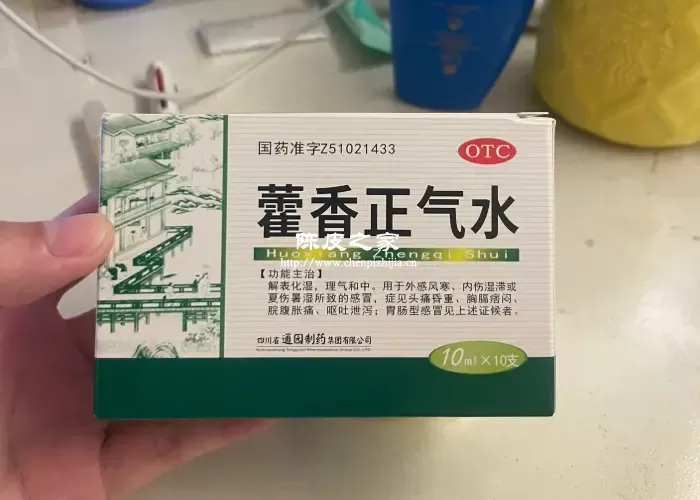 国药准字Z51021433
OTC
藿香正气水
Huoxiang Zhengqi Shui
陈皮之家
www.chenpizhijia.cn
【功能主治】
解表化湿,理气和中。用于外感风寒、内伤湿滞或
夏伤暑湿所致的感冒,症见头痛昏重、胸膈痞闷、
脘腹胀痛、呕吐泄泻;胃肠型感冒见上述证候者。
四川省通园制药集团有限公司
10ml×10支